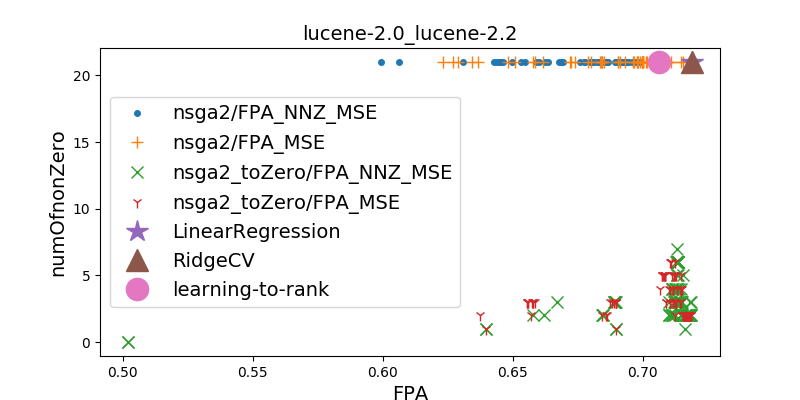 lucene-2.0_lucene-2.2
numOfnonZero
20
15
10
5
0
nsga2/FPA_NNZ_MSE
nsga2/FPA_MSE
nsga2_toZero/FPA_NNZ_MSE
nsga2_toZero/FPA_MSE
LinearRegression
RidgeCV
learning-to-rank
0.50 0.55 0.60 0.65 0.70
FPA